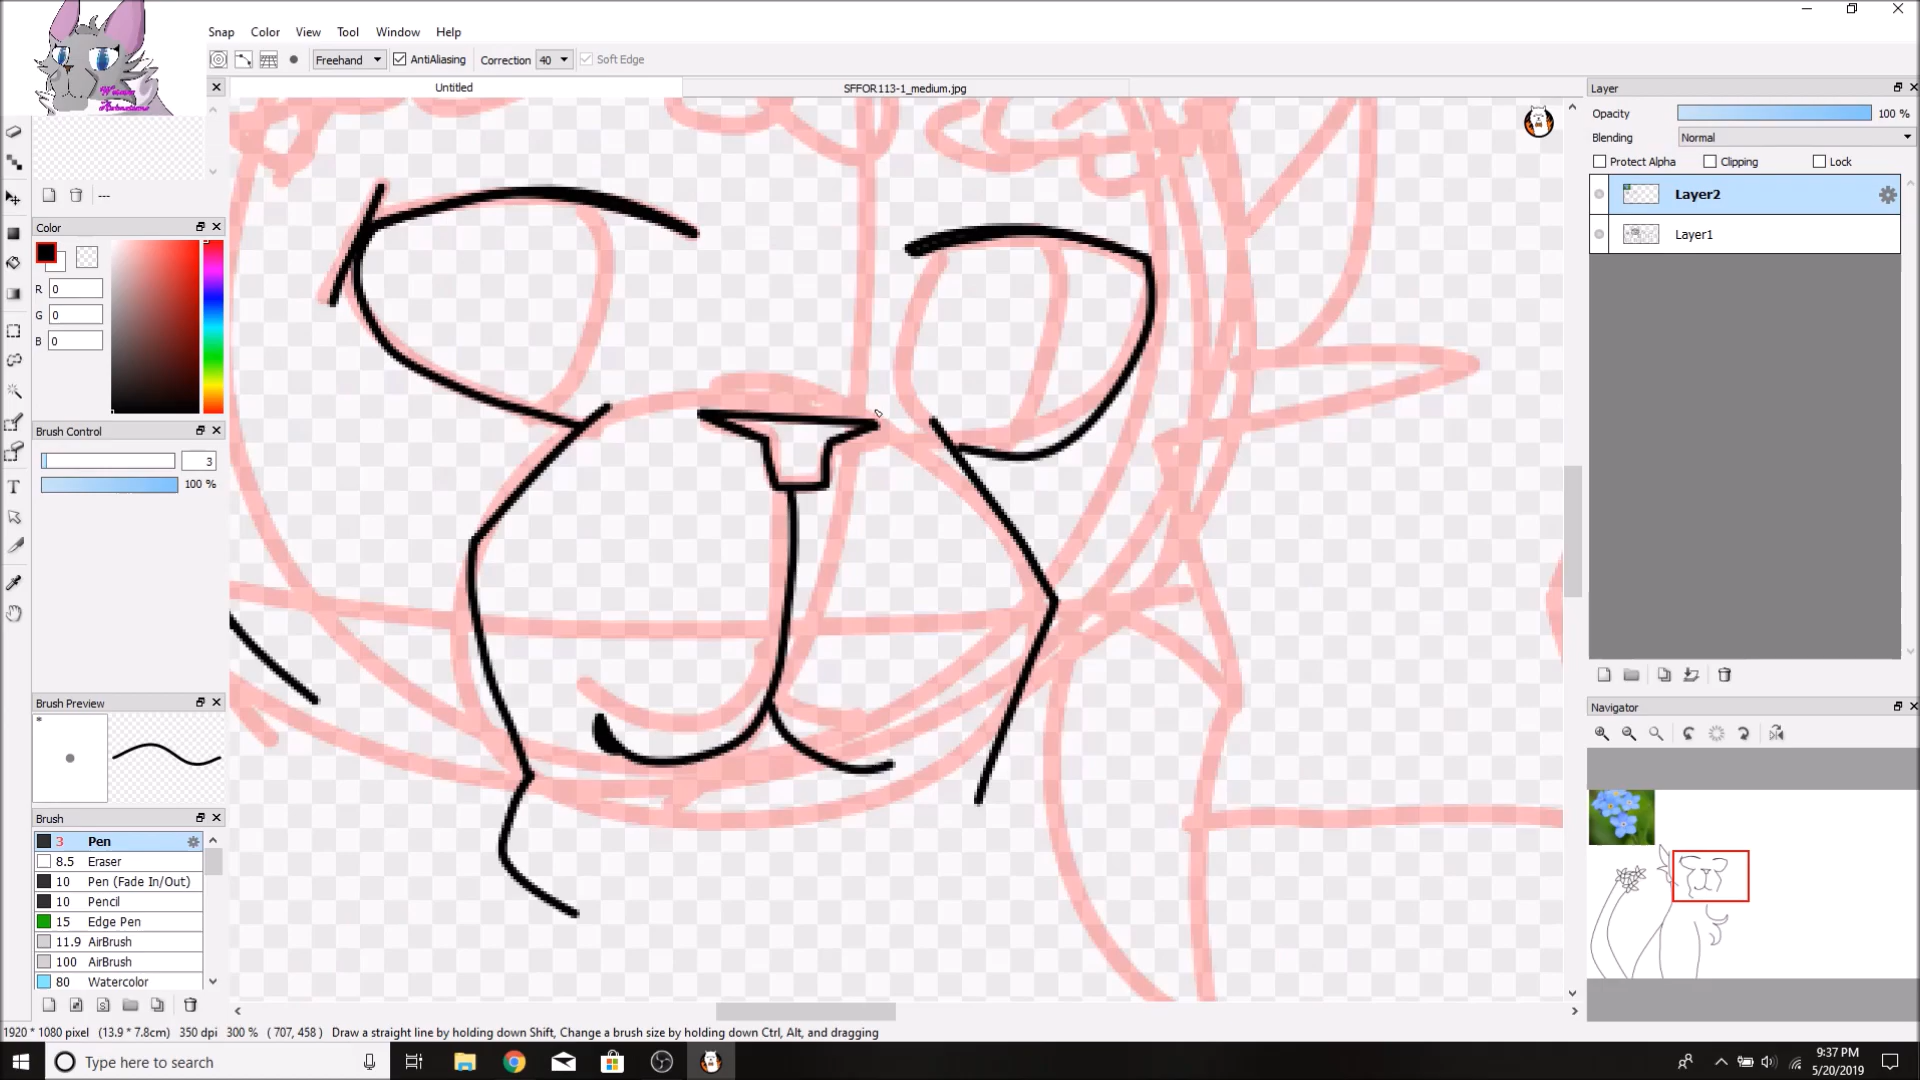 Snap Color View Tool Window Help
Freehand AntiAliasing Correction 40 Soft Edge
Untitled SFFOR113-1_medium.jpg
---
Color
R 0
G 0
B 0
Brush Control
3
100 %
Brush Preview
*
Brush
3 Pen
8.5 Eraser
10 Pen (Fade In/Out)
10 Pencil
15 Edge Pen
11.9 AirBrush
100 AirBrush
80 Watercolor
Layer
Opacity 100 %
Blending Normal
Protect Alpha Clipping Lock
Layer2
Layer1
Navigator
1920 * 1080 pixel (13.9 * 7.8cm) 350 dpi 300 % ( 707, 458 ) Draw a straight line by holding down Shift, Change a brush size by holding down Ctrl, Alt, and dragging
Type here to search
9:37 PM
5/20/2019